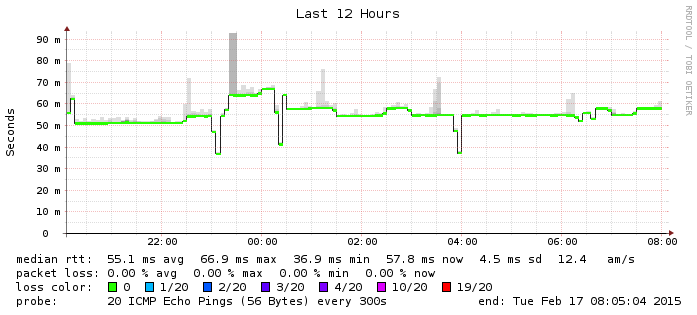 Last 12 Hours
RRDTOOL / TOBI OETIKER
Seconds
90 m
80 m
70 m
60 m
50 m
40 m
30 m
20 m
10 m
0
22:00 00:00 02:00 04:00 06:00 08:00
median rtt: 55.1 ms avg 66.9 ms max 36.9 ms min 57.8 ms now 4.5 ms sd 12.4 am/s
packet loss: 0.00 % avg 0.00 % max 0.00 % min 0.00 % now
loss color: 0 1/20 2/20 3/20 4/20 10/20 19/20
probe: 20 ICMP Echo Pings (56 Bytes) every 300s end: Tue Feb 17 08:05:04 2015